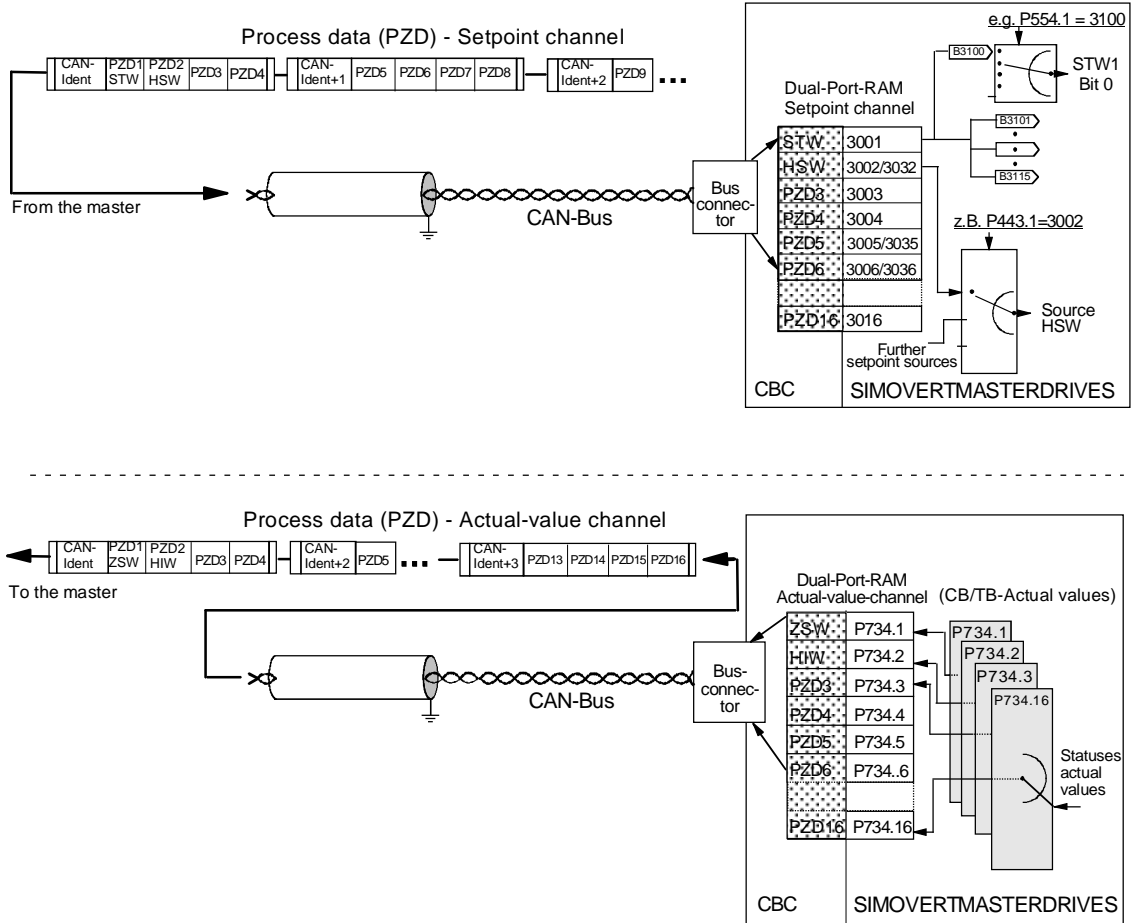 e.g. P554.1 = 3100
Process data (PZD) - Setpoint channel
CAN-Ident PZD1 STW PZD2 HSW PZD3 PZD4 CAN-Ident+1 PZD5 PZD6 PZD7 PZD8 CAN-Ident+2 PZD9
B3100
STW1
Bit 0
Dual-Port-RAM
Setpoint channel
B3101
B3115
STW 3001
HSW 3002/3032
PZD3 3003
PZD4 3004
PZD5 3005/3035
PZD6 3006/3036
PZD16 3016
Bus
connec-
tor
From the master
CAN-Bus
z.B. P443.1=3002
Source
HSW
Further
setpoint sources
CBC
SIMOVERTMASTERDRIVES
Process data (PZD) - Actual-value channel
CAN-Ident PZD1 ZSW PZD2 HIW PZD3 PZD4 CAN-Ident+2 PZD5 CAN-Ident+3 PZD13 PZD14 PZD15 PZD16
To the master
Dual-Port-RAM
Actual-value-channel
(CB/TB-Actual values)
ZSW P734.1
HIW P734.2
PZD3 P734.3
PZD4 P734.4
PZD5 P734.5
PZD6 P734..6
PZD16 P734.16
P734.1
P734.2
P734.3
P734.16
Bus-
connec-
tor
CAN-Bus
Statuses
actual
values
CBC
SIMOVERTMASTERDRIVES